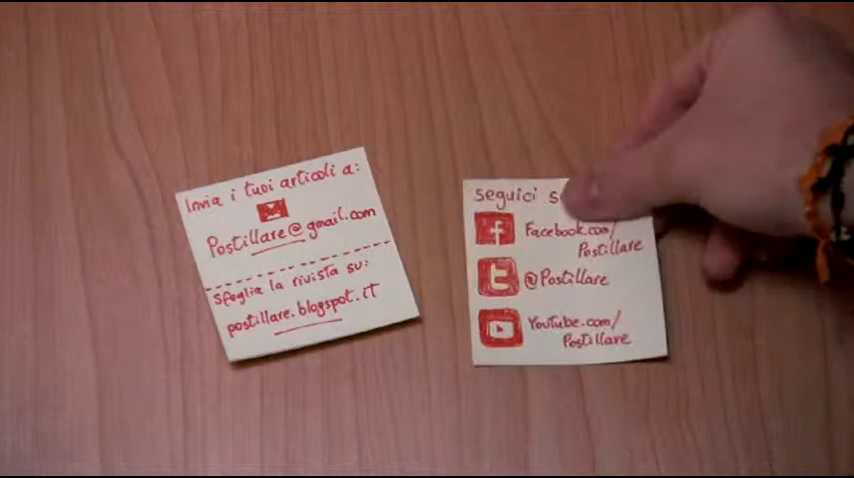 Invia i tuoi articoli a:
Postillare@gmail.com
sfoglia la rivista su:
postillare.blogspot.it
seguici s
f
Facebook.com/
Postillare
t
@Postillare
YouTube.com/
Postillare